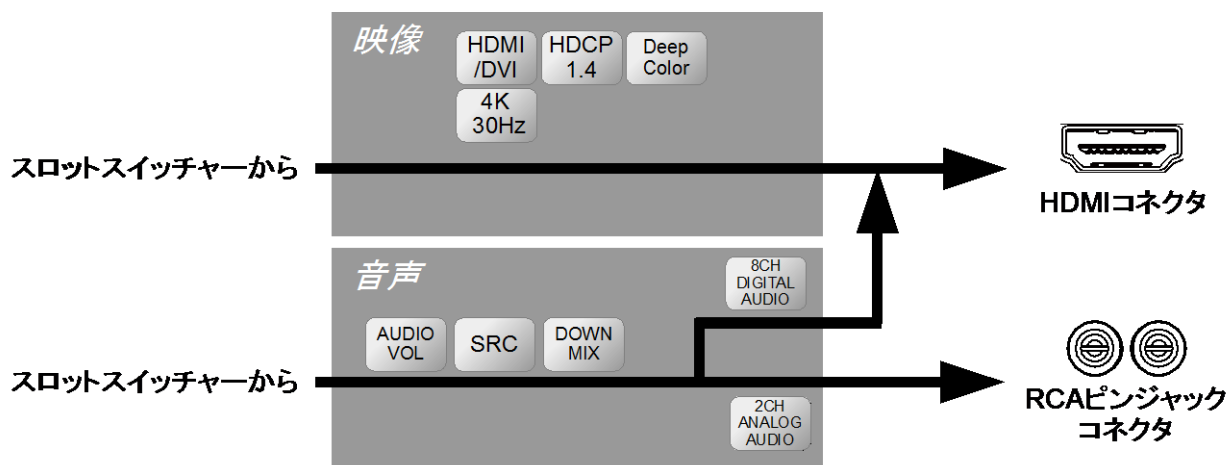 映像
HDMI
/DVI
HDCP
1.4
Deep
Color
4K
30Hz
スロットスイッチャーから
HDMIコネクタ
音声
8CH
DIGITAL
AUDIO
AUDIO
VOL
SRC
DOWN
MIX
スロットスイッチャーから
2CH
ANALOG
AUDIO
RCAピンジャック
コネクタ